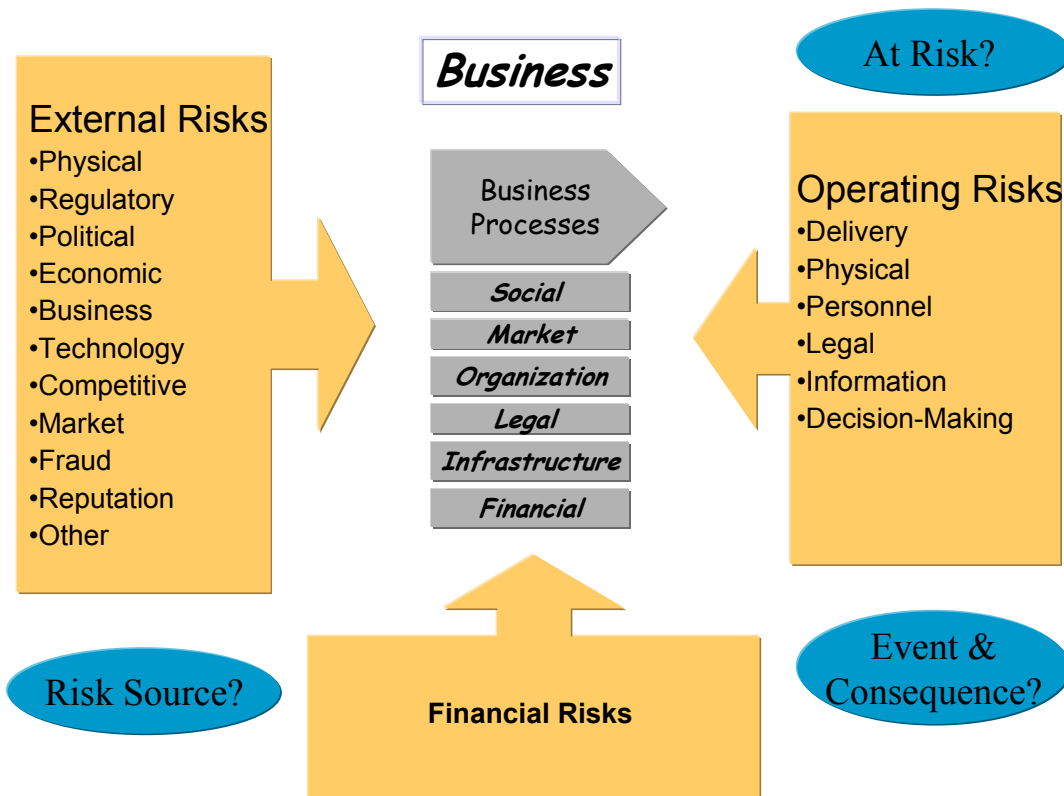 Business
At Risk?
External Risks
•Physical
•Regulatory
•Political
•Economic
•Business
•Technology
•Competitive
•Market
•Fraud
•Reputation
•Other
Business
Processes
Social
Market
Organization
Legal
Infrastructure
Financial
Operating Risks
•Delivery
•Physical
•Personnel
•Legal
•Information
•Decision-Making
Risk Source?
Financial Risks
Event &
Consequence?